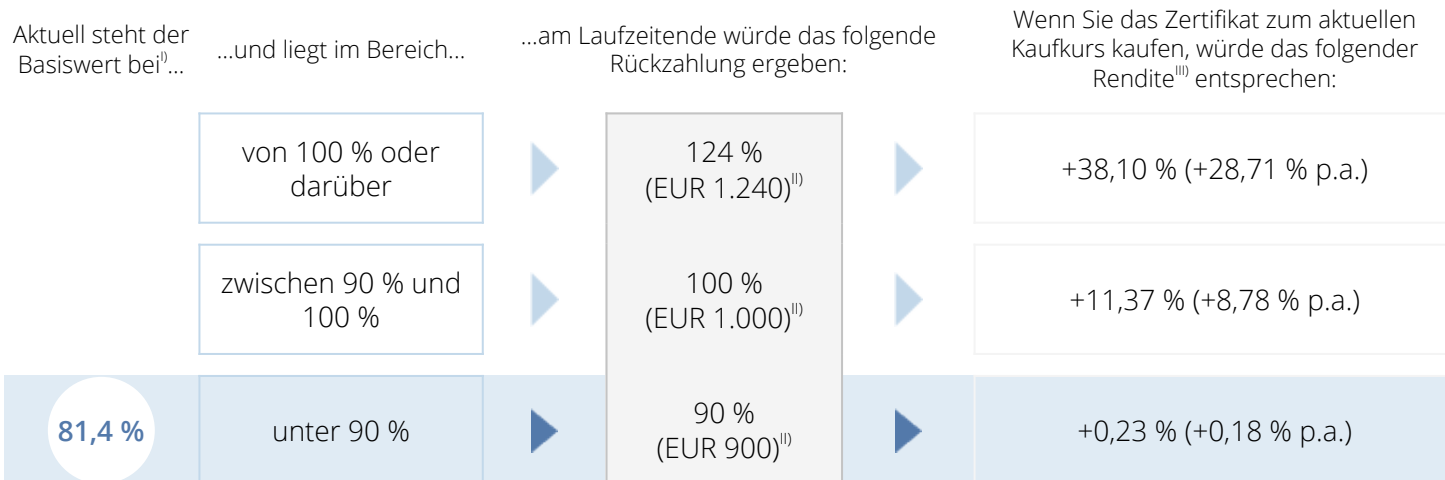 Aktuell steht der
Basiswert bei I)...
...und liegt im Bereich...
...am Laufzeitende würde das folgende
Rückzahlung ergeben:
Wenn Sie das Zertifikat zum aktuellen
Kaufkurs kaufen, würde das folgender
Rendite III) entsprechen:
von 100 % oder
darüber
124 %
(EUR 1.240) II)
+38,10 % (+28,71 % p.a.)
zwischen 90 % und
100 %
100 %
(EUR 1.000) II)
+11,37 % (+8,78 % p.a.)
81,4 %
unter 90 %
90 %
(EUR 900) II)
+0,23 % (+0,18 % p.a.)